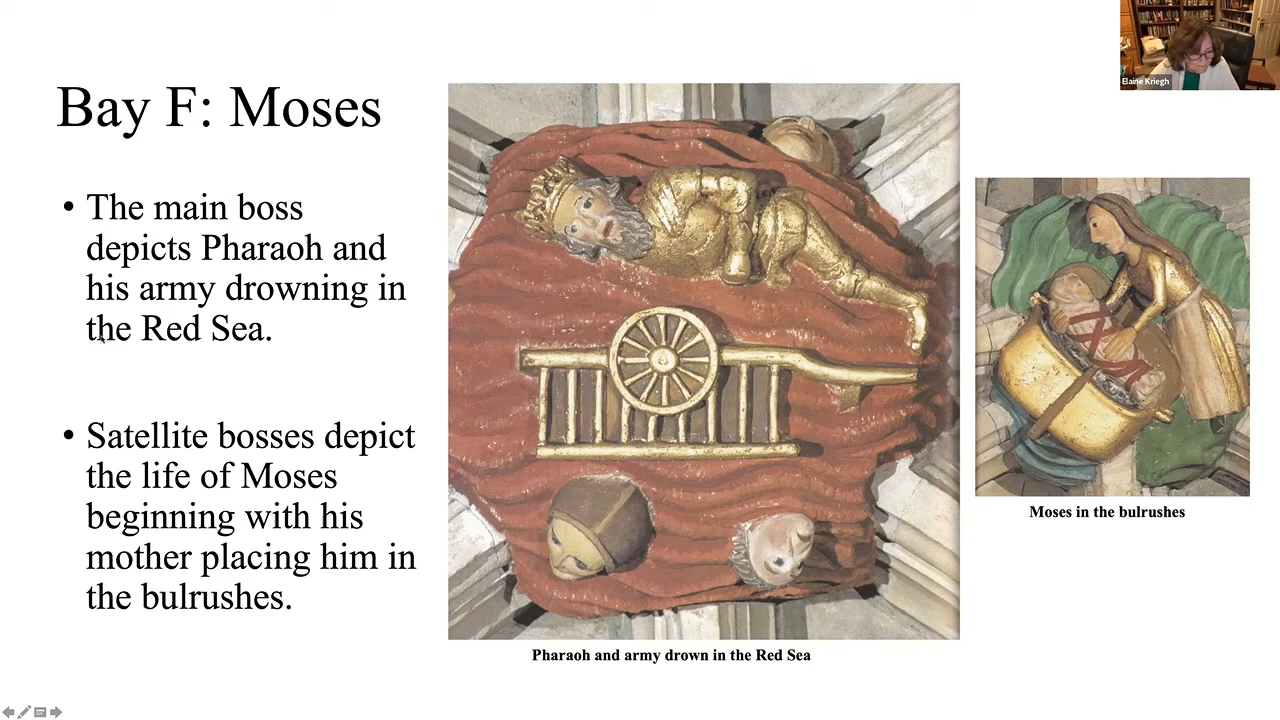 Elaine Kriegh
Bay F: Moses
• The main boss
depicts Pharaoh and
his army drowning in
the Red Sea.
• Satellite bosses depict
the life of Moses
beginning with his
mother placing him in
the bulrushes.
Pharaoh and army drown in the Red Sea
Moses in the bulrushes